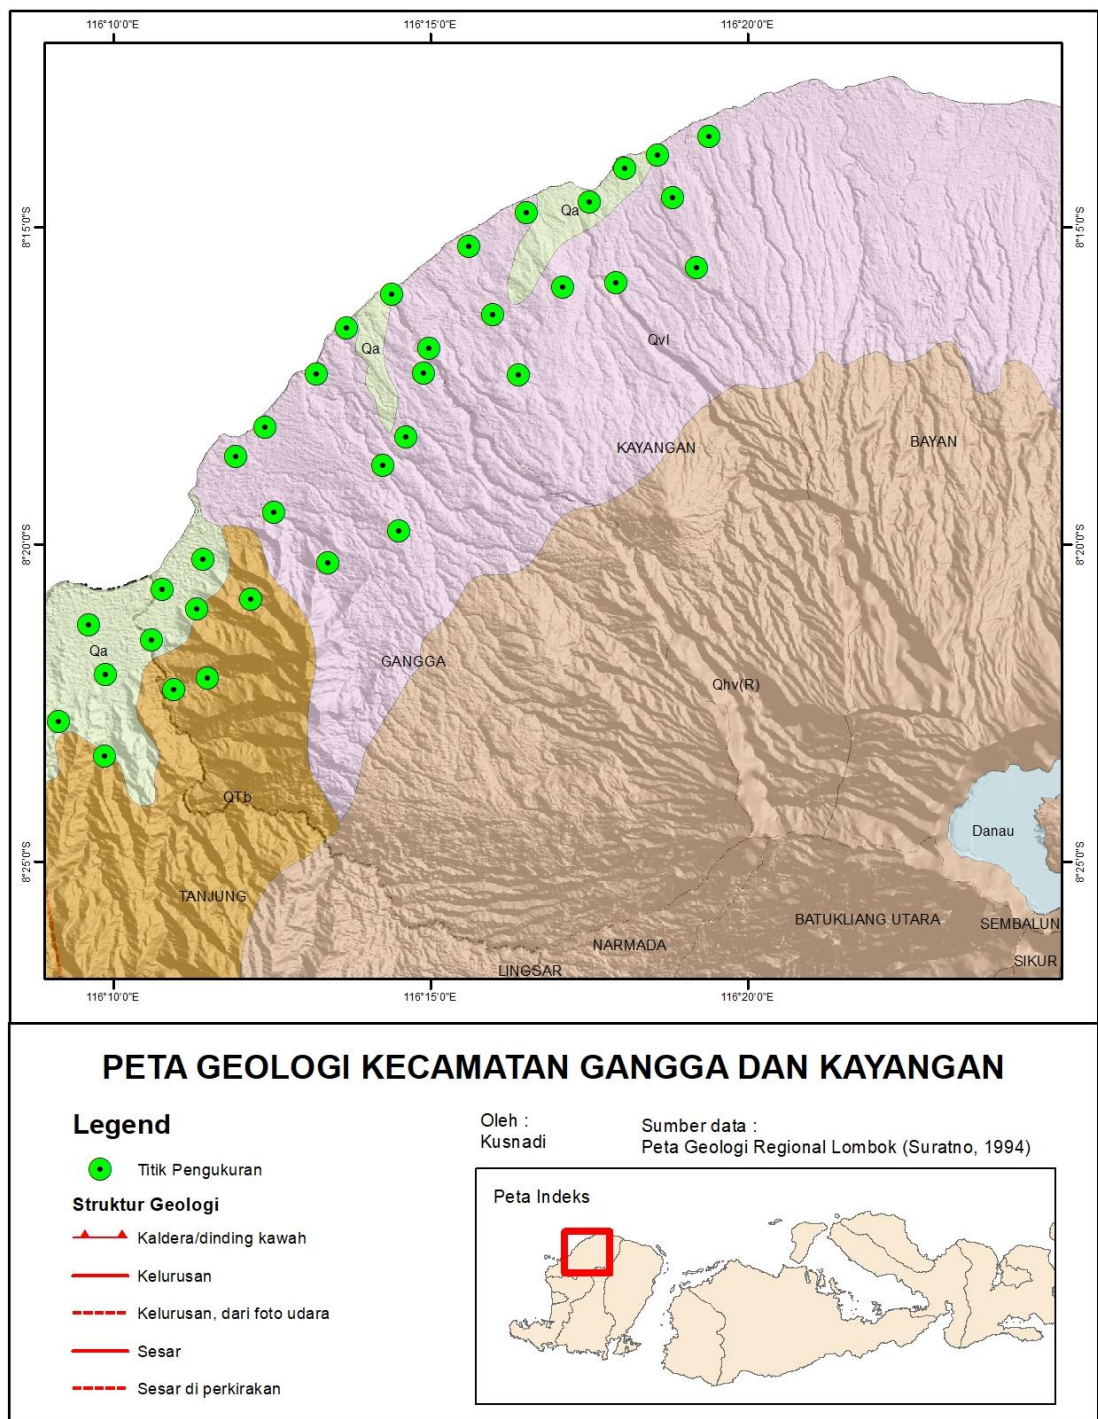 116°10'0"E
116°15'0"E
116°20'0"E
8°15'0"S
8°15'0"S
Qa
Qvl
Qa
KAYANGAN
BAYAN
8°20'0"S
8°20'0"S
Qa
GANGGA
Qhv(R)
QTb
Danau
8°25'0"S
8°25'0"S
TANJUNG
BATUKLIANG UTARA
SEMBALUN
NARMADA
SIKUR
LINGSAR
116°10'0"E
116°15'0"E
116°20'0"E
PETA GEOLOGI KECAMATAN GANGGA DAN KAYANGAN
Legend
Titik Pengukuran
Struktur Geologi
Kaldera/dinding kawah
Kelurusan
Kelurusan, dari foto udara
Sesar
Sesar di perkirakan
Oleh :
Kusnadi
Sumber data :
Peta Geologi Regional Lombok (Suratno, 1994)
Peta Indeks